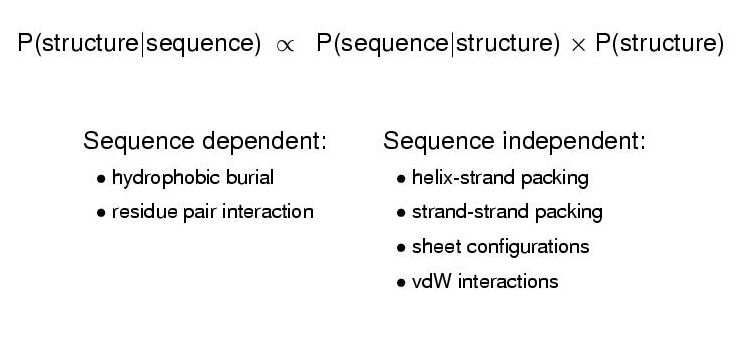 P(structure|sequence) ∝ P(sequence|structure) × P(structure)
Sequence dependent:
• hydrophobic burial
• residue pair interaction
Sequence independent:
• helix-strand packing
• strand-strand packing
• sheet configurations
• vdW interactions